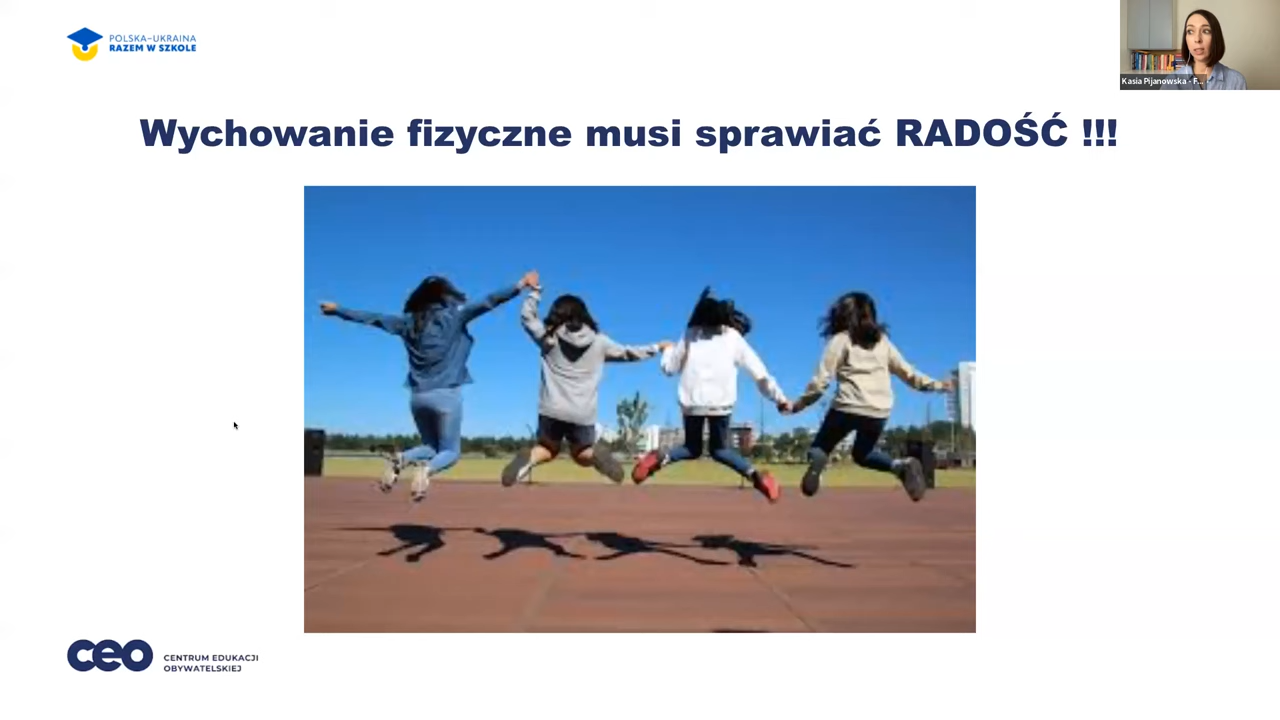 POLSKA-UKRAINA
RAZEM W SZKOLE
Kasia Pijanowska - F...
Wychowanie fizyczne musi sprawiać RADOŚĆ !!!
ceo
CENTRUM EDUKACJI
OBYWATELSKIEJ